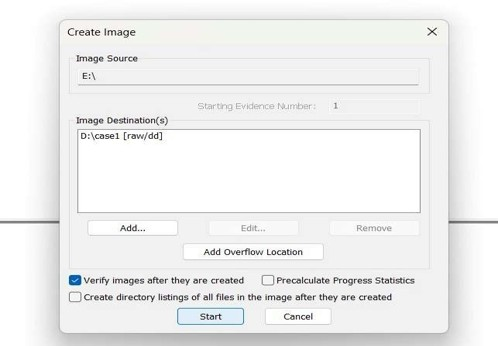 Create Image
Image Source
E:\
Starting Evidence Number: 1
Image Destination(s)
D:\case1 [raw/dd]
Add... Edit... Remove
Add Overflow Location
Verify images after they are created Precalculate Progress Statistics
Create directory listings of all files in the image after they are created
Start Cancel